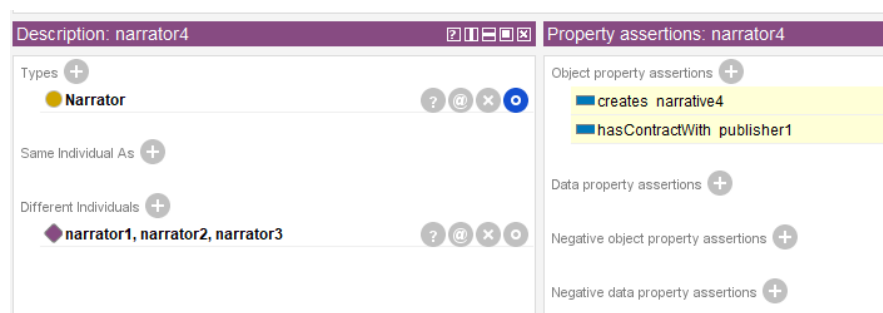 Description: narrator4
Types
Narrator
Same Individual As
Different Individuals
narrator1, narrator2, narrator3
Property assertions: narrator4
Object property assertions
creates narrative4
hasContractWith publisher1
Data property assertions
Negative object property assertions
Negative data property assertions